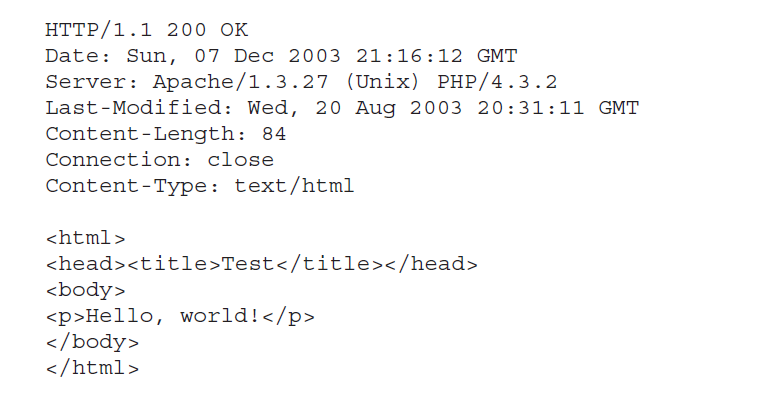 HTTP/1.1 200 OK
Date: Sun, 07 Dec 2003 21:16:12 GMT
Server: Apache/1.3.27 (Unix) PHP/4.3.2
Last-Modified: Wed, 20 Aug 2003 20:31:11 GMT
Content-Length: 84
Connection: close
Content-Type: text/html

<html>
<head><title>Test</title></head>
<body>
<p>Hello, world!</p>
</body>
</html>